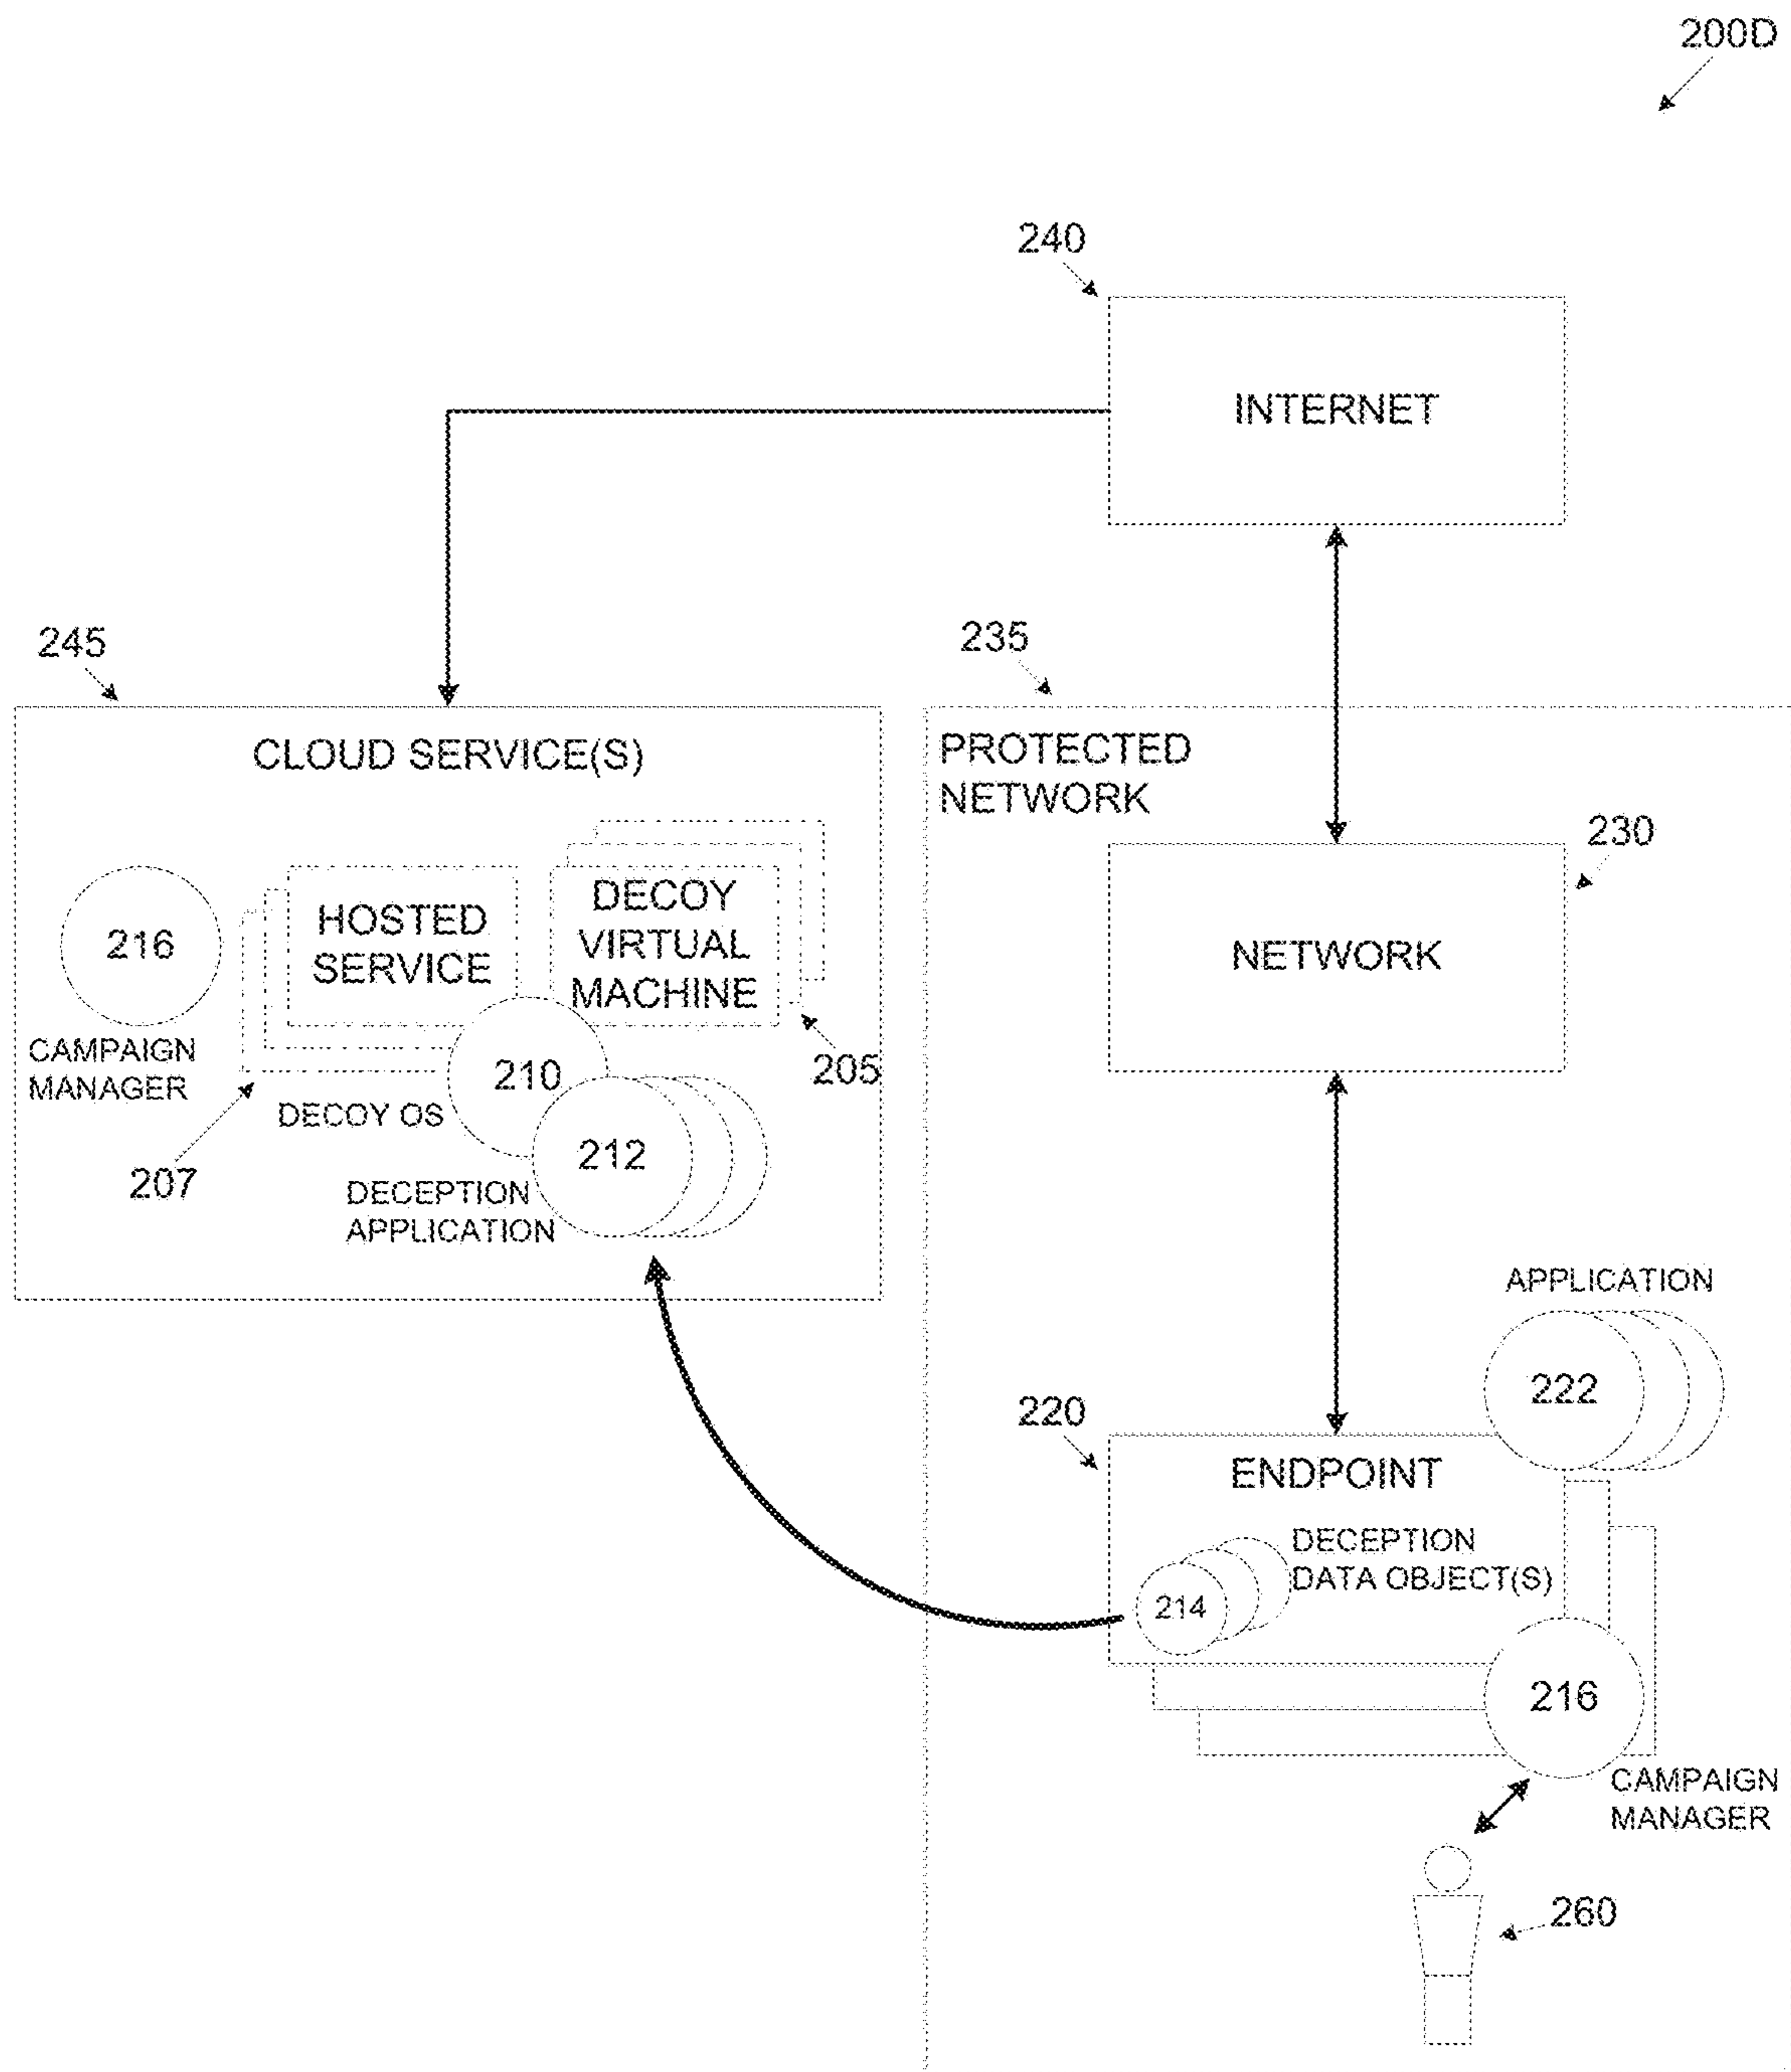 200D
240
INTERNET
245
235
CLOUD SERVICE(S)
PROTECTED
NETWORK
230
HOSTED
SERVICE
DECOY
VIRTUAL
MACHINE
216
NETWORK
CAMPAIGN
MANAGER
210
205
DECOY OS
207
212
DECEPTION
APPLICATION
APPLICATION
222
220
ENDPOINT
DECEPTION
DATA OBJECT(S)
214
216
CAMPAIGN
MANAGER
260